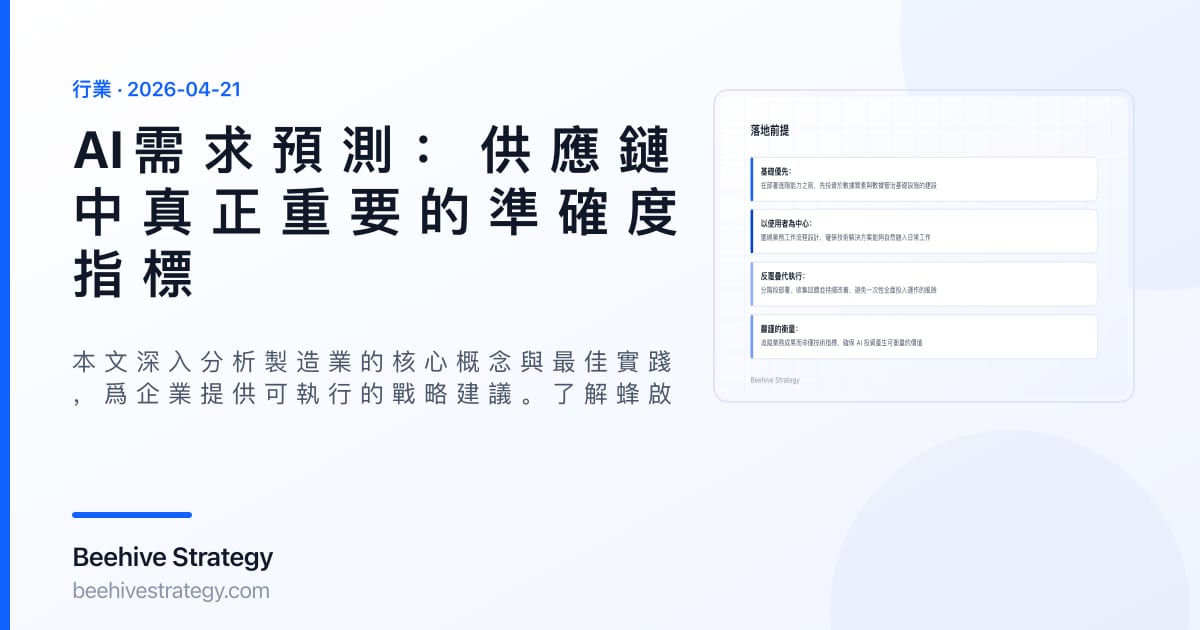 行業 · 2026-04-21
AI需求預測：供應鏈
中真正重要的準確度
指標
本文深入分析製造業的核心概念與最佳實踐
，爲企業提供可執行的戰略建議。了解蜂啟
Beehive Strategy
beehivestrategy.com
落地前提
基礎優先：
在部署進階能力之前，先投資於數據質素與數據管治基礎設施的建設
以使用者為中心：
圍繞業務工作流程設計，確保技術解決方案能夠自然融入日常工作
反覆疊代執行：
分階段部署、收集回饋並持續改善，避免一次性全面投入運作的風險
嚴謹的衡量：
追蹤業務成果而非僅技術指標，確保 AI 投資產生可衡量的價值
Beehive Strategy